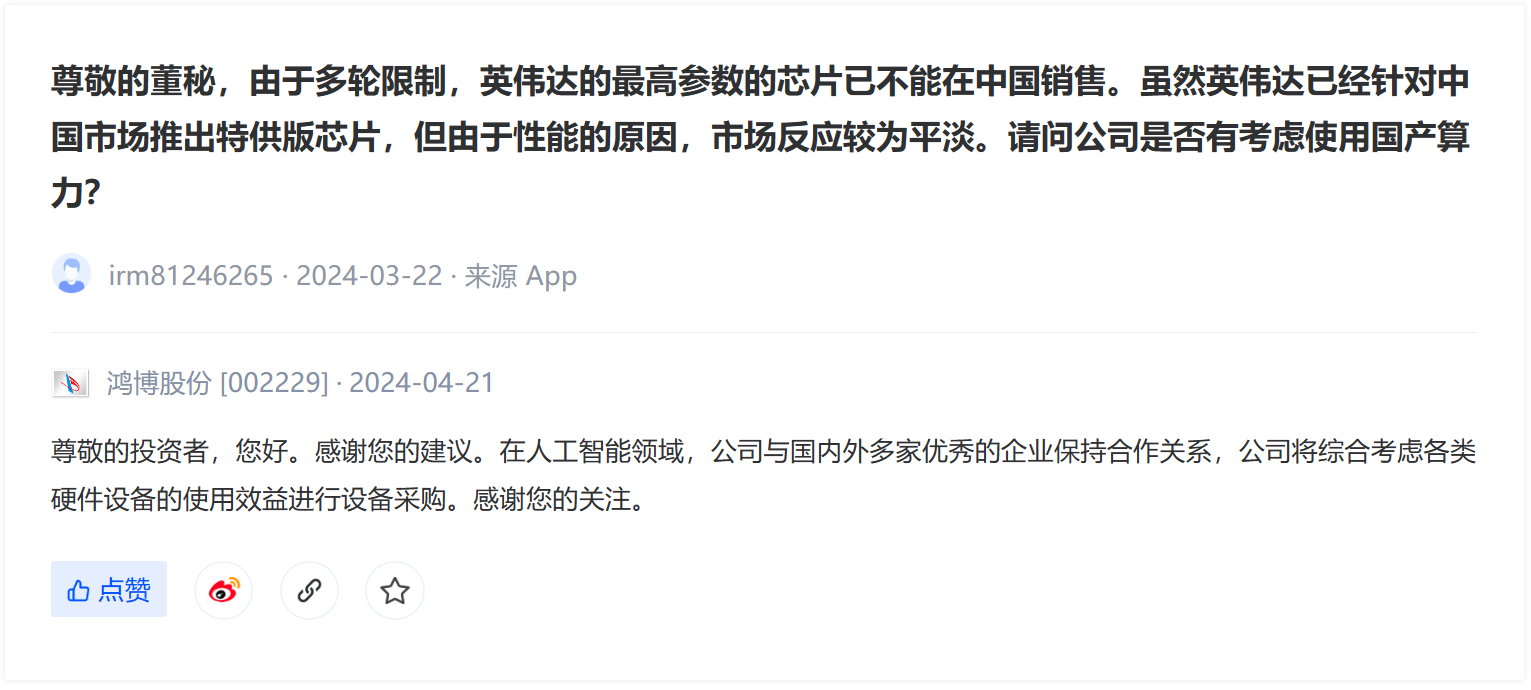 尊敬的董秘，由于多轮限制，英伟达的最高参数的芯片已不能在中国销售。虽然英伟达已经针对中
国市场推出特供版芯片，但由于性能的原因，市场反应较为平淡。请问公司是否有考虑使用国产算
力?
irm81246265 · 2024-03-22 · 来源 App
鸿博股份 [002229] · 2024-04-21
尊敬的投资者，您好。感谢您的建议。在人工智能领域，公司与国内外多家优秀的企业保持合作关系，公司将综合考虑各类
硬件设备的使用效益进行设备采购。感谢您的关注。
点赞